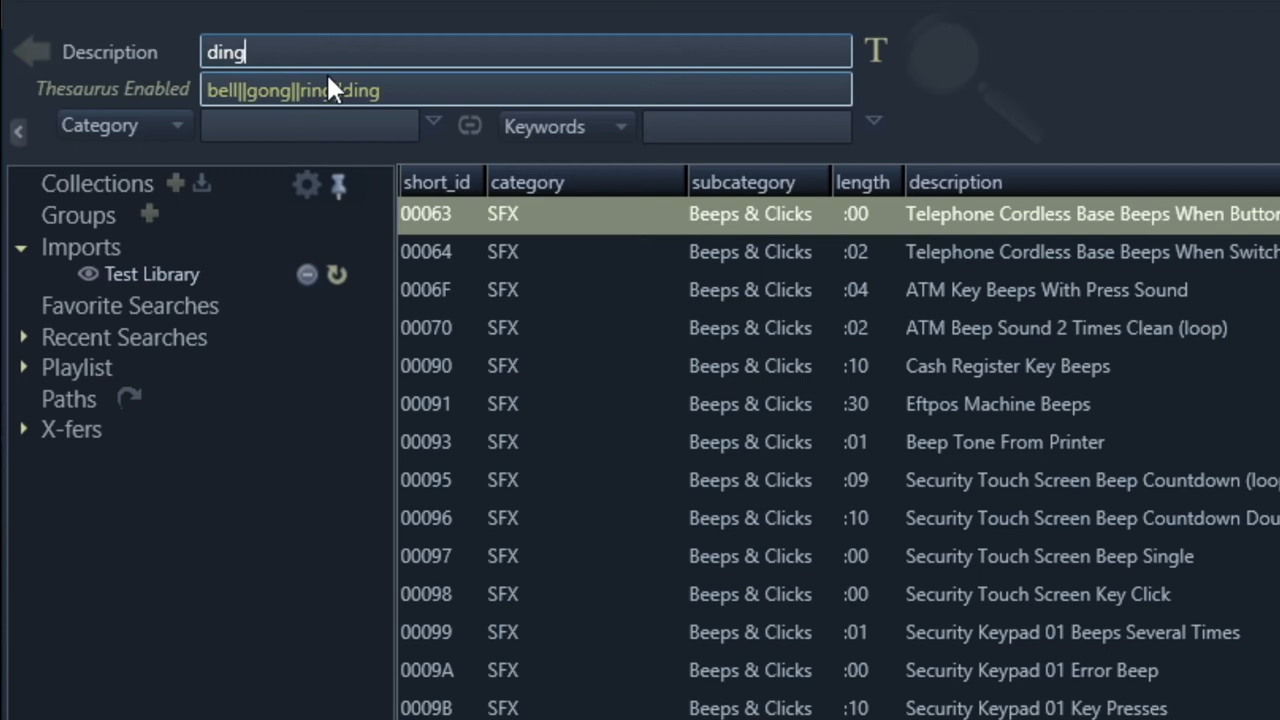 Description ding T
Thesaurus Enabled bell||gong||ring||ding
Category Keywords
Collections
Groups
Imports
Test Library
Favorite Searches
Recent Searches
Playlist
Paths
X-fers
short_id category subcategory length description
00063 SFX Beeps & Clicks :00 Telephone Cordless Base Beeps When Button
00064 SFX Beeps & Clicks :02 Telephone Cordless Base Beeps When Switch
0006F SFX Beeps & Clicks :04 ATM Key Beeps With Press Sound
00070 SFX Beeps & Clicks :02 ATM Beep Sound 2 Times Clean (loop)
00090 SFX Beeps & Clicks :10 Cash Register Key Beeps
00091 SFX Beeps & Clicks :30 Eftpos Machine Beeps
00093 SFX Beeps & Clicks :01 Beep Tone From Printer
00095 SFX Beeps & Clicks :09 Security Touch Screen Beep Countdown (loo
00096 SFX Beeps & Clicks :10 Security Touch Screen Beep Countdown Dou
00097 SFX Beeps & Clicks :00 Security Touch Screen Beep Single
00098 SFX Beeps & Clicks :00 Security Touch Screen Key Click
00099 SFX Beeps & Clicks :01 Security Keypad 01 Beeps Several Times
0009A SFX Beeps & Clicks :00 Security Keypad 01 Error Beep
0009B SFX Beeps & Clicks :10 Security Keypad 01 Key Presses